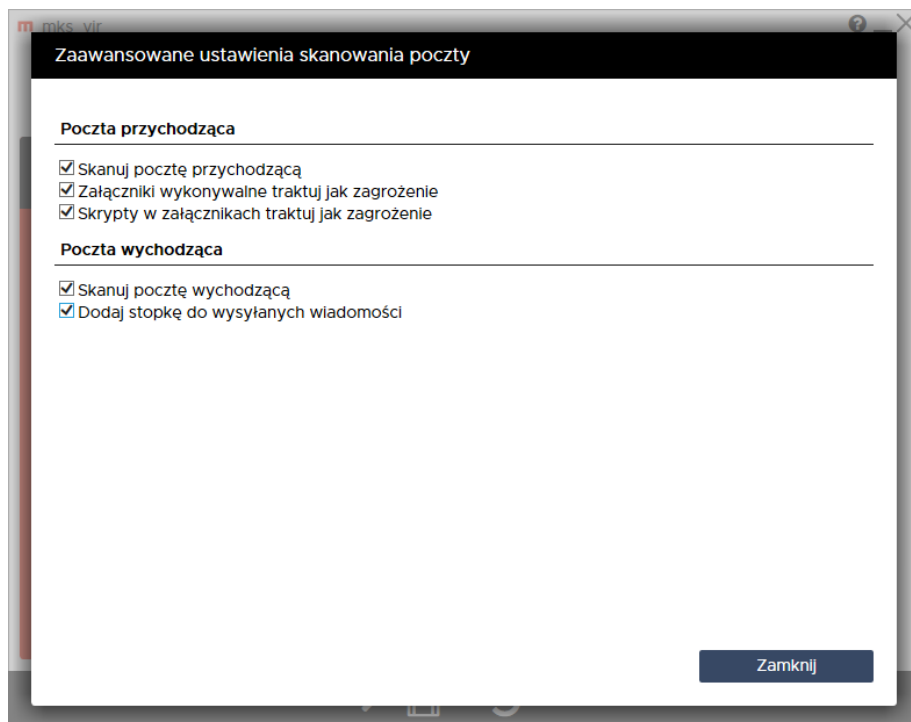 mks_vir
Zaawansowane ustawienia skanowania poczty
Poczta przychodząca
Skanuj pocztę przychodzącą
Załączniki wykonywalne traktuj jak zagrożenie
Skrypty w załącznikach traktuj jak zagrożenie
Poczta wychodząca
Skanuj pocztę wychodzącą
Dodaj stopkę do wysyłanych wiadomości
Zamknij